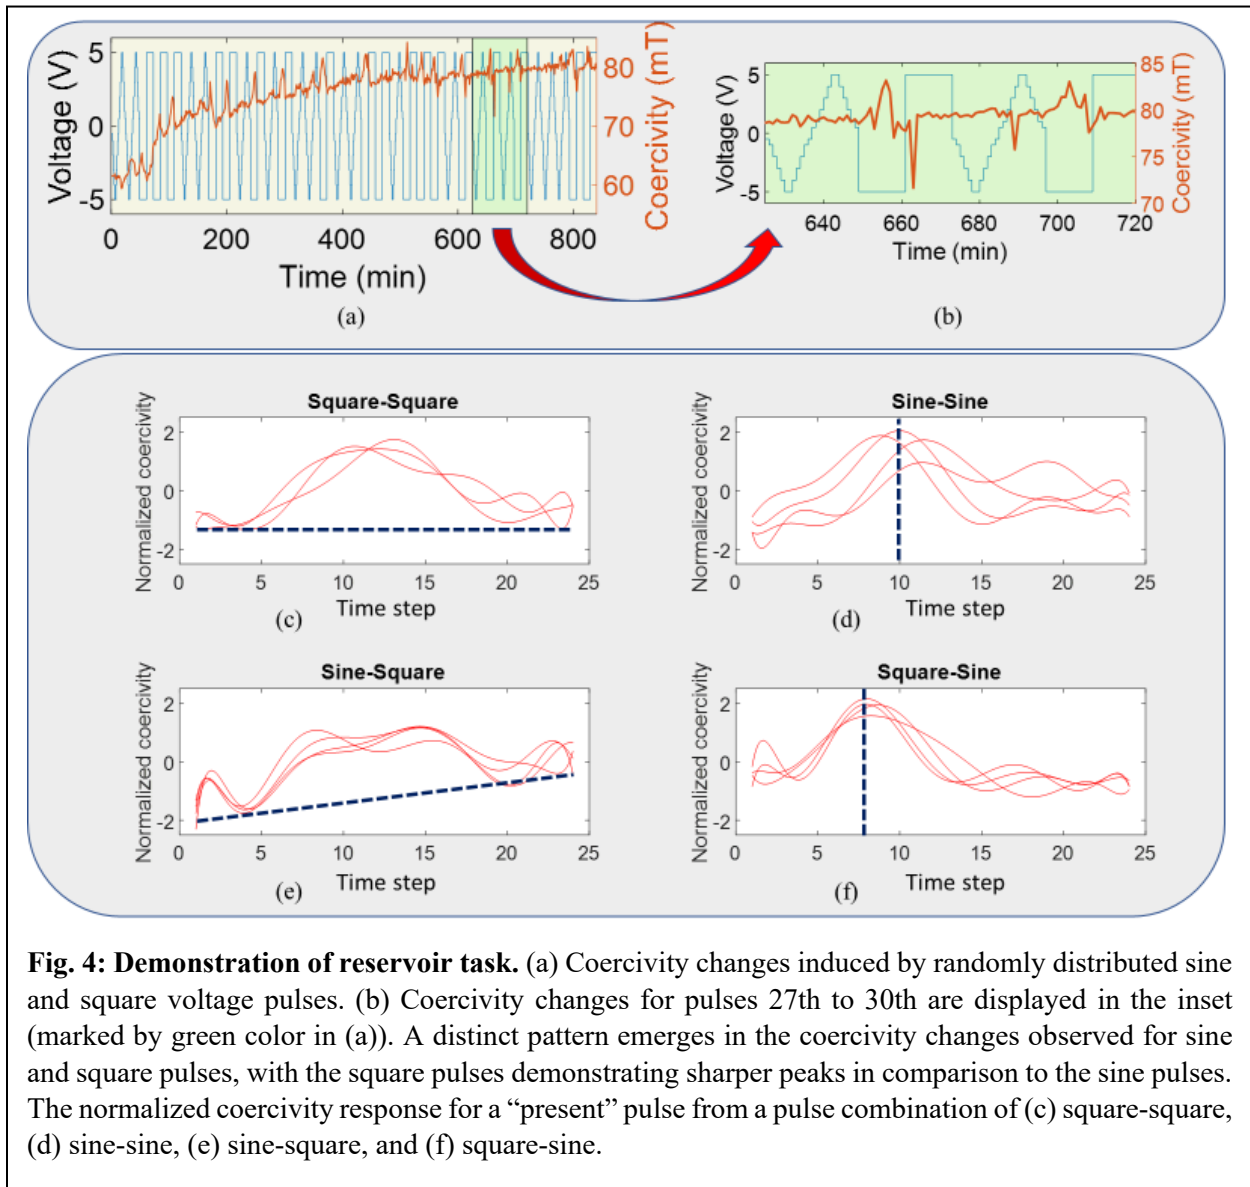 Voltage (V)
5
0
-5
0 200 400 600 800
Time (min)
80
70
60
Coercivity (mT)
(a)
Voltage (V)
5
0
-5
640 660 680 700 720
Time (min)
85
80
75
70
Coercivity (mT)
(b)
Square-Square
Normalized coercivity
2
0
-2
0 5 10 15 20 25
Time step
(c)
Sine-Sine
Normalized coercivity
2
0
-2
0 5 10 15 20 25
Time step
(d)
Sine-Square
Normalized coercivity
2
0
-2
0 5 10 15 20 25
Time step
(e)
Square-Sine
Normalized coercivity
2
0
-2
0 5 10 15 20 25
Time step
(f)
Fig. 4: Demonstration of reservoir task. (a) Coercivity changes induced by randomly distributed sine
and square voltage pulses. (b) Coercivity changes for pulses 27th to 30th are displayed in the inset
(marked by green color in (a)). A distinct pattern emerges in the coercivity changes observed for sine
and square pulses, with the square pulses demonstrating sharper peaks in comparison to the sine pulses.
The normalized coercivity response for a “present” pulse from a pulse combination of (c) square-square,
(d) sine-sine, (e) sine-square, and (f) square-sine.